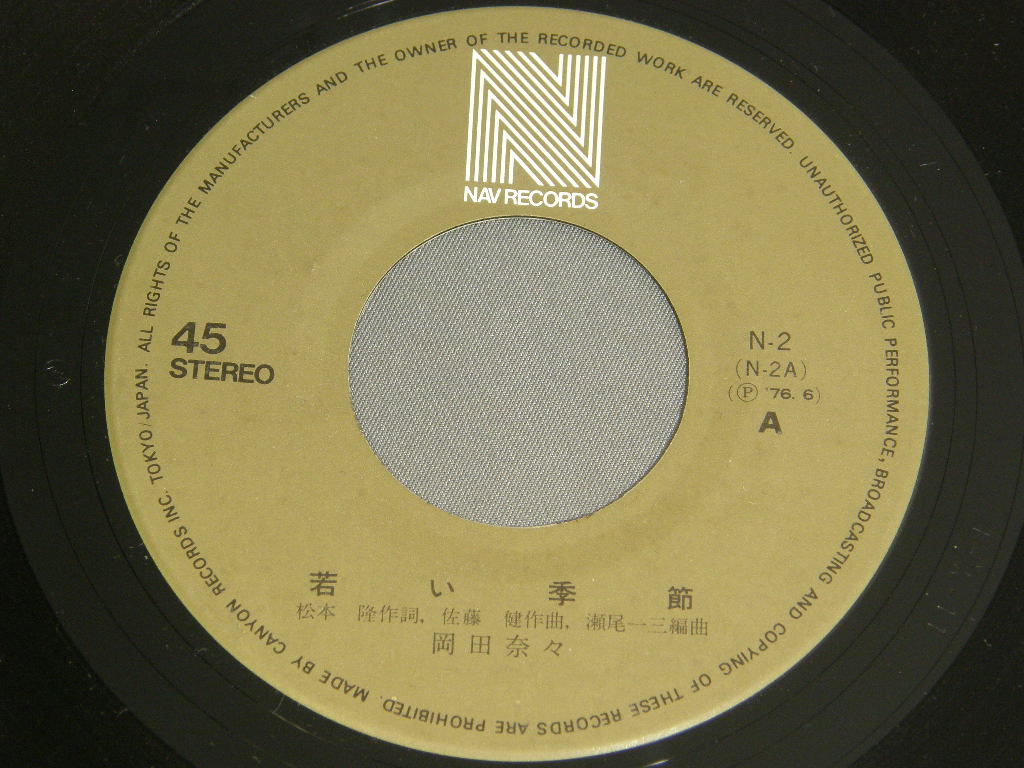 ALL RIGHTS OF THE MANUFACTURERS AND THE OWNER OF THE RECORDED WORK ARE RESERVED. UNAUTHORIZED PUBLIC PERFORMANCE, BROADCASTING AND COPYING OF THESE RECORDS ARE PROHIBITED. MADE BY CANYON RECORDS INC. TOKYO/JAPAN.
N
NAV RECORDS
45
STEREO
N-2
(N-2A)
(Ⓟ '76. 6)
A
若い季節
松本 隆作詞, 佐藤 健作曲, 瀬尾一三編曲
岡田奈々